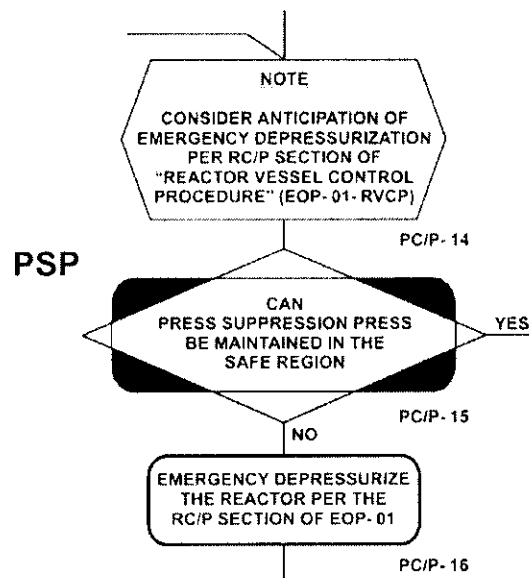 NOTE
CONSIDER ANTICIPATION OF
EMERGENCY DEPRESSURIZATION
PER RC/P SECTION OF
"REACTOR VESSEL CONTROL
PROCEDURE" (EOP-01-RVCP)
PC/P-14
PSP
CAN
PRESS SUPPRESSION PRESS
BE MAINTAINED IN THE
SAFE REGION
YES
PC/P-15
NO
EMERGENCY DEPRESSURIZE
THE REACTOR PER THE
RC/P SECTION OF EOP-01
PC/P-16